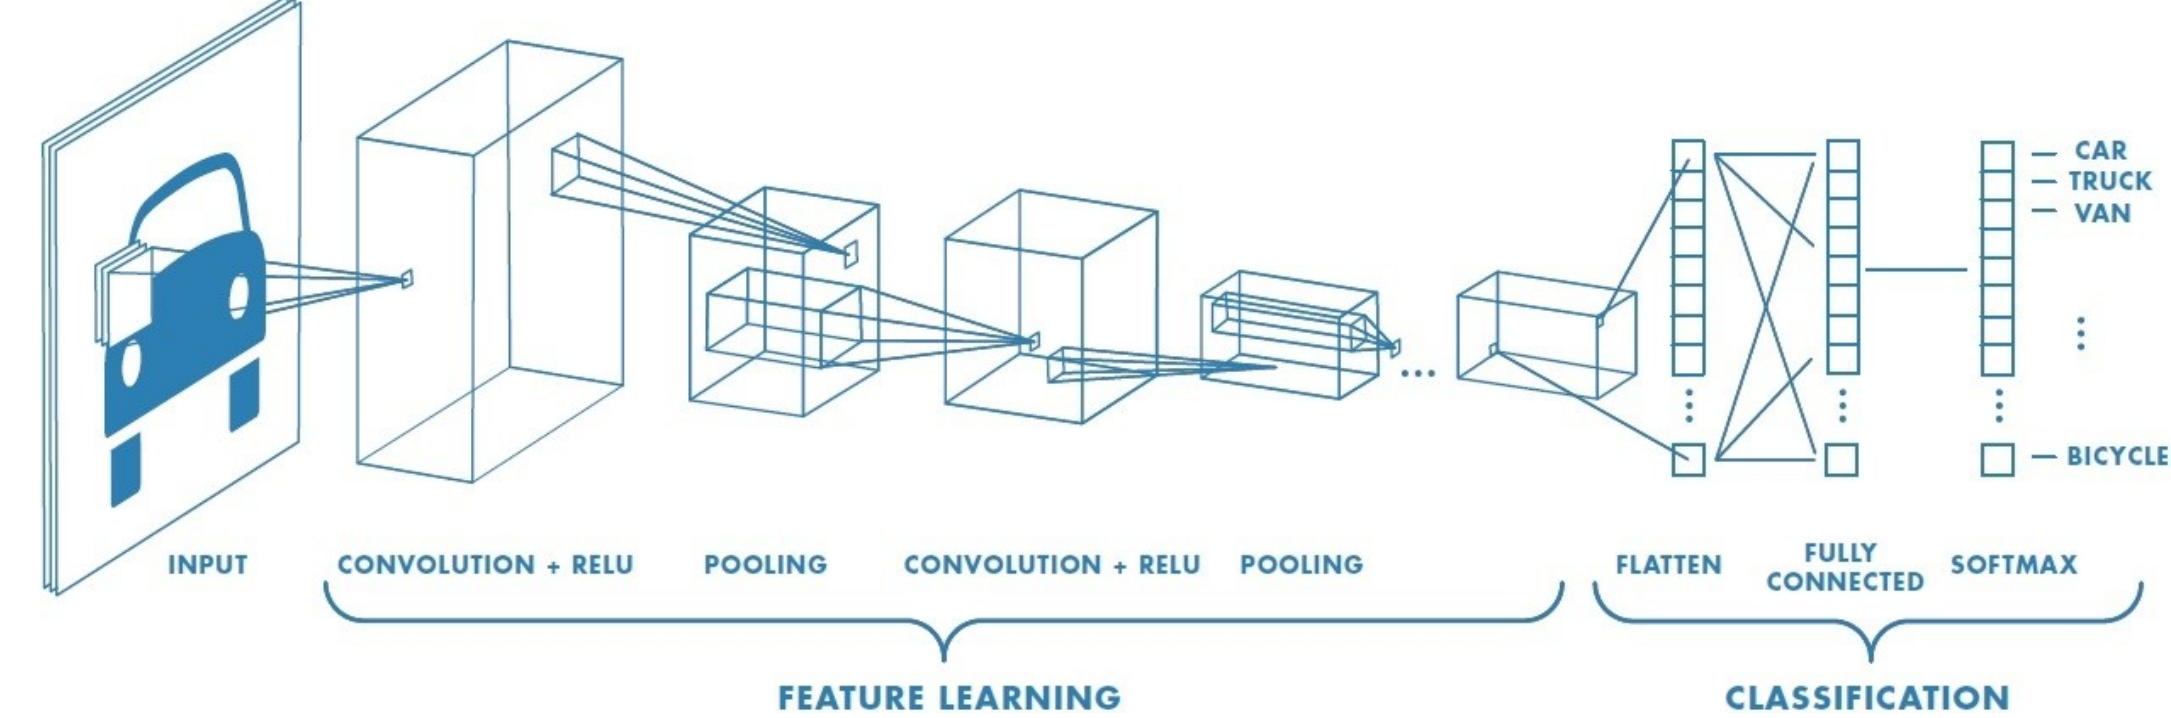 CAR
TRUCK
VAN
BICYCLE
INPUT
CONVOLUTION + RELU
POOLING
CONVOLUTION + RELU
POOLING
FLATTEN
FULLY
CONNECTED
SOFTMAX
FEATURE LEARNING
CLASSIFICATION